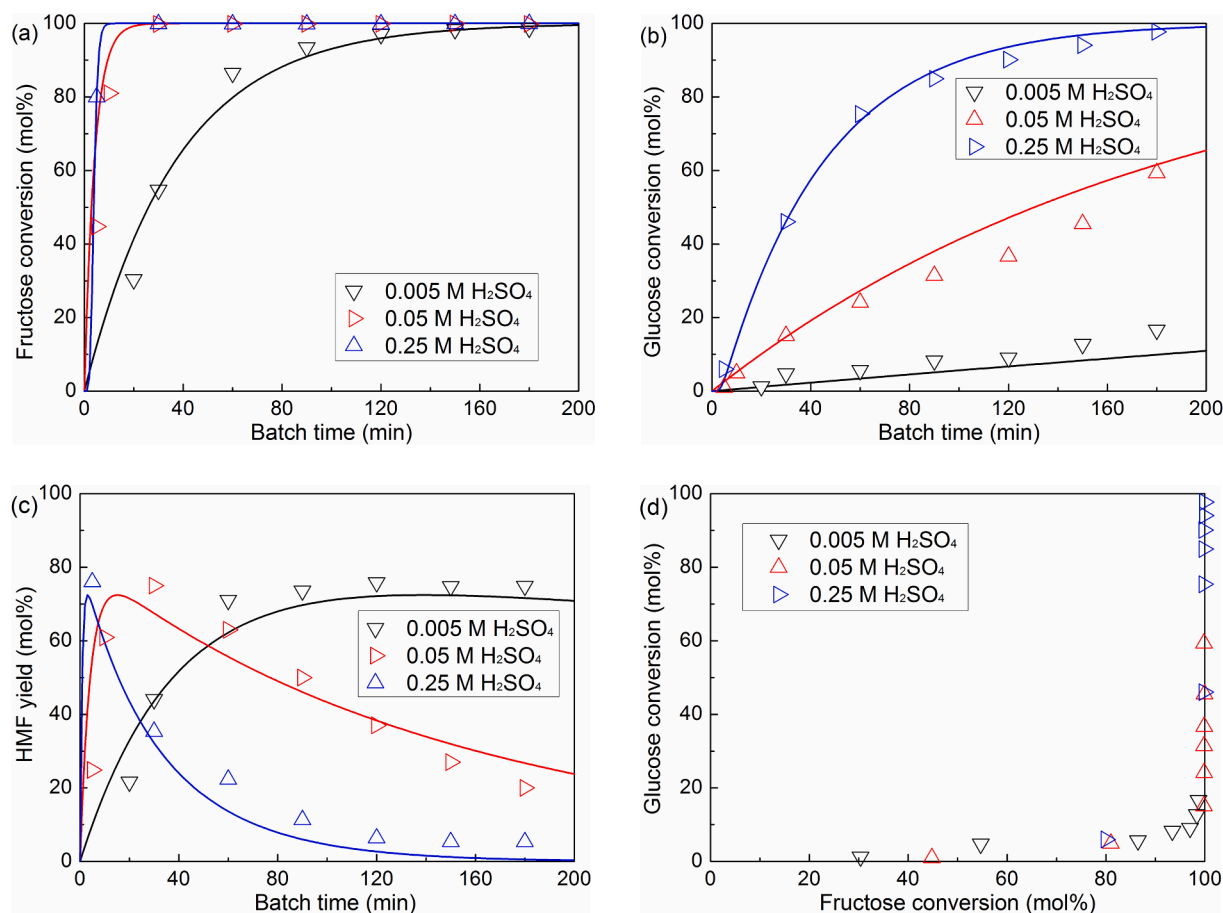 (a)
Fructose conversion (mol%)
100
80
60
40
20
0
0.005 M H₂SO₄
0.05 M H₂SO₄
0.25 M H₂SO₄
0 40 80 120 160 200
Batch time (min)
(b)
Glucose conversion (mol%)
100
80
60
40
20
0
0.005 M H₂SO₄
0.05 M H₂SO₄
0.25 M H₂SO₄
0 40 80 120 160 200
Batch time (min)
(c)
HMF yield (mol%)
100
80
60
40
20
0
0.005 M H₂SO₄
0.05 M H₂SO₄
0.25 M H₂SO₄
0 40 80 120 160 200
Batch time (min)
(d)
Glucose conversion (mol%)
100
80
60
40
20
0
0.005 M H₂SO₄
0.05 M H₂SO₄
0.25 M H₂SO₄
0 20 40 60 80 100
Fructose conversion (mol%)